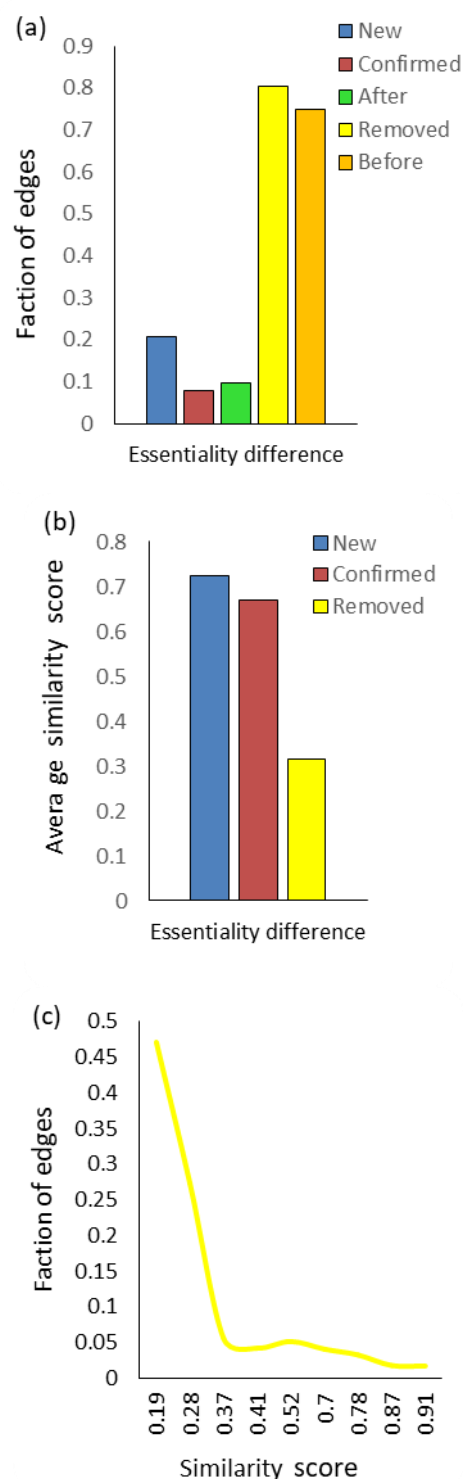 (a)
New
Confirmed
After
Removed
Before
0.9
0.8
0.7
0.6
0.5
0.4
0.3
0.2
0.1
0
Faction of edges
Essentiality difference
(b)
New
Confirmed
Removed
0.8
0.7
0.6
0.5
0.4
0.3
0.2
0.1
0
Avera ge similarity score
Essentiality difference
(c)
0.5
0.45
0.4
0.35
0.3
0.25
0.2
0.15
0.1
0.05
0
Faction of edges
0.19 0.28 0.37 0.41 0.52 0.7 0.78 0.87 0.91
Similarity score